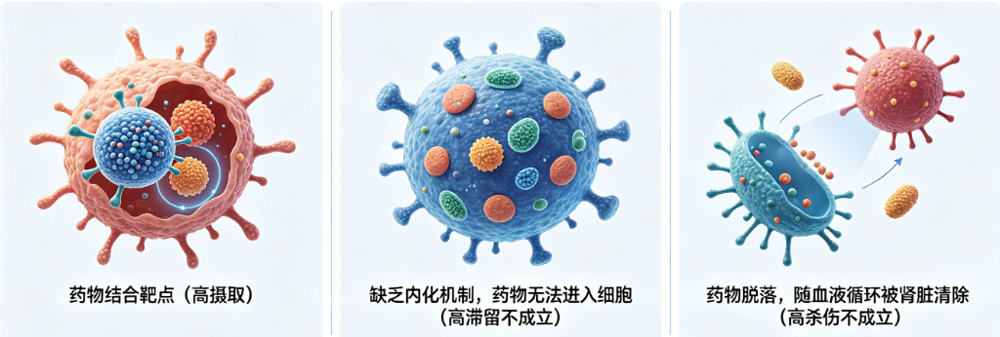 药物结合靶点（高摄取）
缺乏内化机制，药物无法进入细胞
（高滞留不成立）
药物脱落，随血液循环被肾脏清除
（高杀伤不成立）